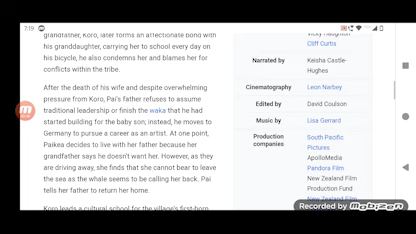 7:19
grandfather, Koro, later forms an affectionate bond with
his granddaughter, carrying her to school every day on
his bicycle, he also condemns her and blames her for
conflicts within the tribe.
After the death of his wife and despite overwhelming
pressure from Koro, Pai's father refuses to assume
traditional leadership or finish the waka that he had
started building for the baby son; instead, he moves to
Germany to pursue a career as an artist. At one point,
Paikea decides to live with her father because her
grandfather says he doesn't want her. However, as they
are driving away, she finds that she cannot bear to leave
the sea as the whale seems to be calling her back. Pai
tells her father to return her home.
Koro leads a cultural school for the village's first-born
Vicky Haughton
Cliff Curtis
Narrated by Keisha Castle-
Hughes
Cinematography Leon Narbey
Edited by David Coulson
Music by Lisa Gerrard
Production South Pacific
companies Pictures
ApolloMedia
Pandora Film
New Zealand Film
Production Fund
New Zealand Film
Recorded by Mobizen